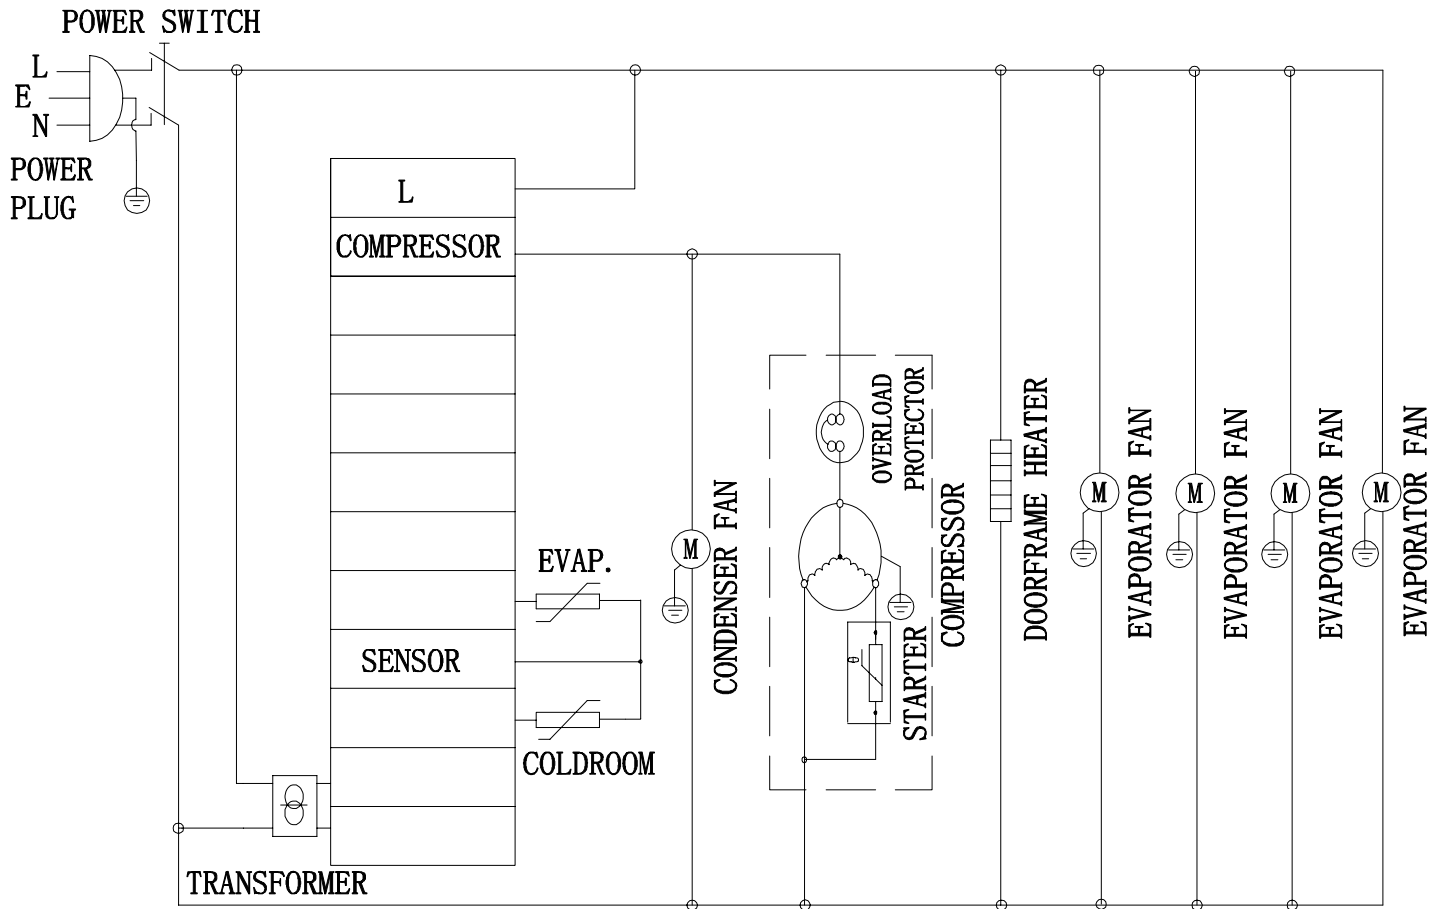 POWER SWITCH
L
E
N
POWER
PLUG
L
COMPRESSOR
EVAP.
SENSOR
COLDROOM
TRANSFORMER
M
CONDENSER FAN
OVERLOAD
PROTECTOR
STARTER
COMPRESSOR
DOORFRAME HEATER
M
EVAPORATOR FAN
M
EVAPORATOR FAN
M
EVAPORATOR FAN
M
EVAPORATOR FAN